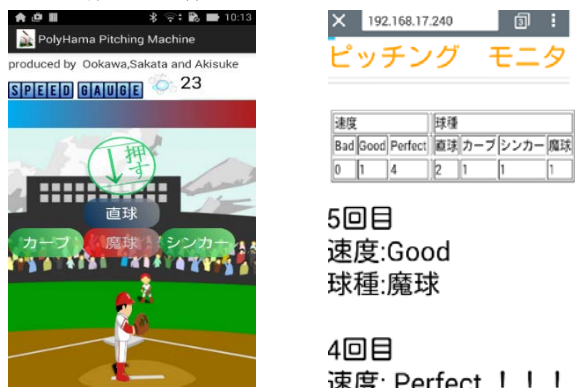 10:13
PolyHama Pitching Machine
produced by Ookawa,Sakata and Akisuke
SPEED GAUGE 23
押す
直球
カーブ 魔球 シンカー
192.168.17.240 3
ピッチング モニタ
速度 球種
Bad Good Perfect 直球 カーブ シンカー 魔球
0 1 4 2 1 1 1
5回目
速度:Good
球種:魔球
4回目
速度: Perfect！！！